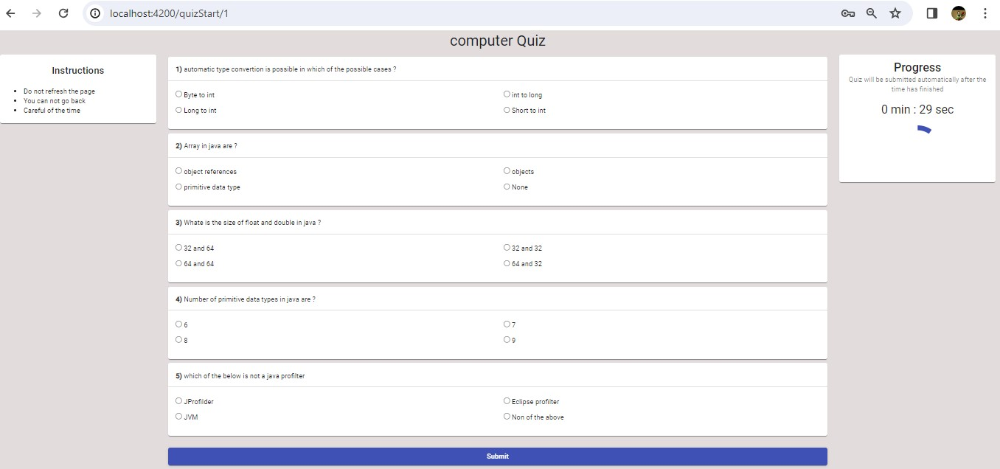 localhost:4200/quizStart/1
computer Quiz
Instructions
Do not refresh the page
You can not go back
Careful of the time
1) automatic type convertion is possible in which of the possible cases ?
Byte to int
int to long
Long to int
Short to int
2) Array in java are ?
object references
objects
primitive data type
None
3) Whate is the size of float and double in java ?
32 and 64
32 and 32
64 and 64
64 and 32
4) Number of primitive data types in java are ?
6
7
8
9
5) which of the below is not a java profilter
JProfilder
Eclipse profilter
JVM
Non of the above
Submit
Progress
Quiz will be submitted automatically after the
time has finished
0 min : 29 sec